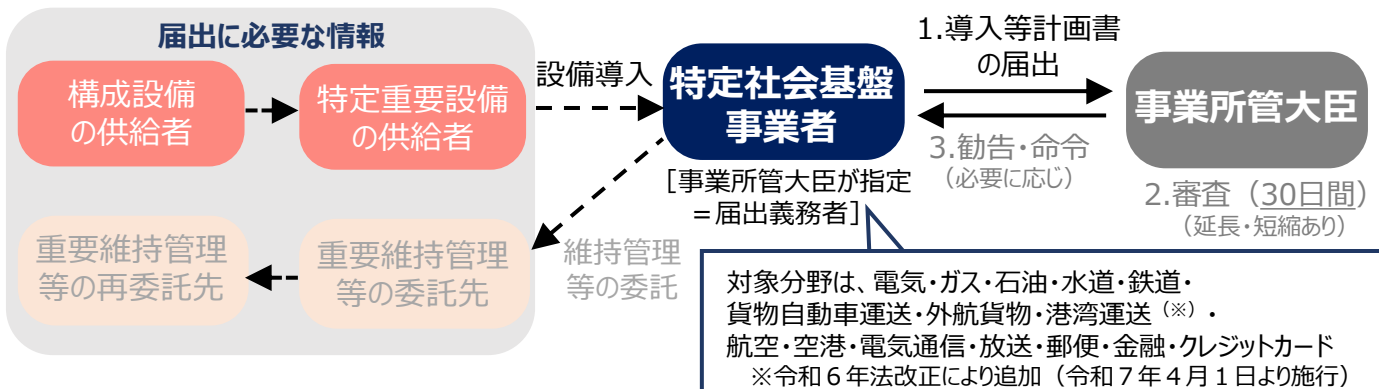 届出に必要な情報
構成設備
の供給者
特定重要設備
の供給者
設備導入
特定社会基盤
事業者
[事業所管大臣が指定
＝届出義務者]
1.導入等計画書
の届出
3.勧告・命令
（必要に応じ）
事業所管大臣
2.審査（30日間）
（延長・短縮あり）
重要維持管理
等の再委託先
重要維持管理
等の委託先
維持管理
等の委託
対象分野は、電気・ガス・石油・水道・鉄道・
貨物自動車運送・外航貨物・港湾運送（※）・
航空・空港・電気通信・放送・郵便・金融・クレジットカード
※令和６年法改正により追加（令和７年４月１日より施行）